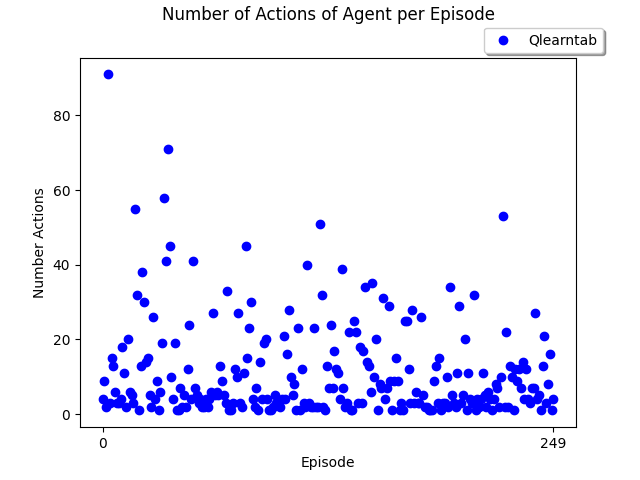 Number of Actions of Agent per Episode
Qlearntab
80
60
40
20
0
Number Actions
0 249
Episode